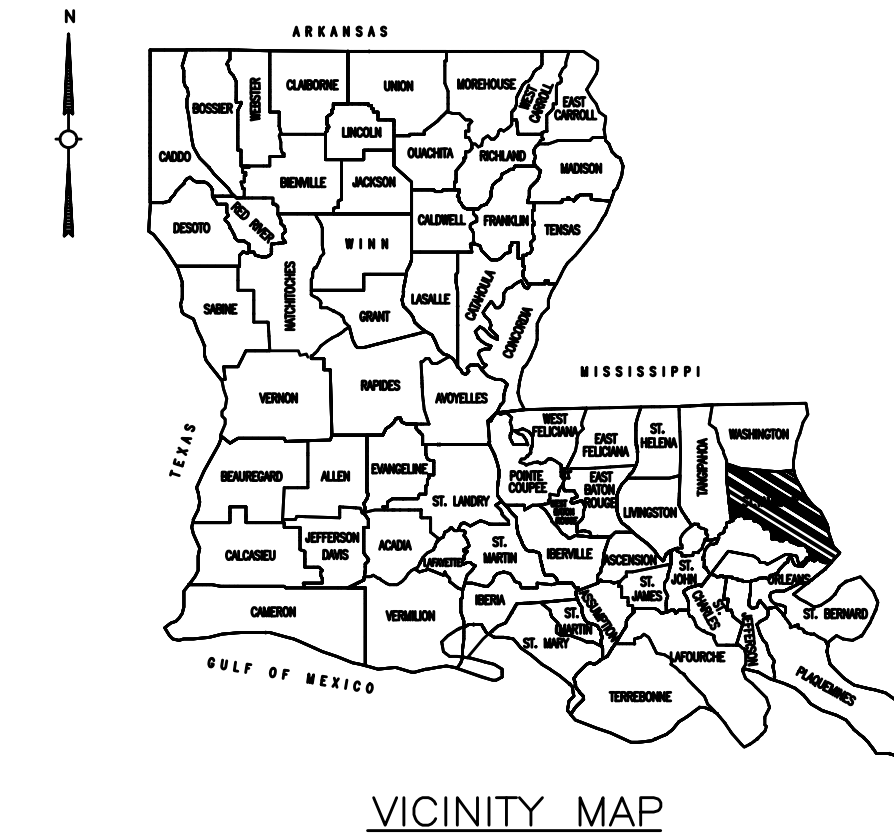 N
ARKANSAS
CADDO
BOSSIER
WEBSTER
CLAIBORNE
UNION
MOREHOUSE
WEST
CARROLL
EAST
CARROLL
LINCOLN
OUACHITA
RICHLAND
MADISON
BIENVILLE
JACKSON
DESOTO
RED RIVER
WINN
CALDWELL
FRANKLIN
TENSAS
SABINE
NATCHITOCHES
GRANT
LASALLE
CATAHOULA
CONCORDIA
MISSISSIPPI
VERNON
RAPIDES
AVOYELLES
TEXAS
WEST
FELICIANA
EAST
FELICIANA
ST.
HELENA
TANGIPAHOA
WASHINGTON
BEAUREGARD
ALLEN
EVANGELINE
ST. LANDRY
POINTE
COUPEE
EAST
BATON
ROUGE
LIVINGSTON
CALCASIEU
JEFFERSON
DAVIS
ACADIA
LAFAYETTE
ST.
MARTIN
IBERVILLE
ASCENSION
ST.
JAMES
ST.
JOHN
ST.
CHARLES
ORLEANS
ST. BERNARD
CAMERON
VERMILION
IBERIA
ST.
MARTIN
ST. MARY
ASSUMPTION
LAFOURCHE
JEFFERSON
PLAQUEMINES
TERREBONNE
GULF OF MEXICO
VICINITY MAP